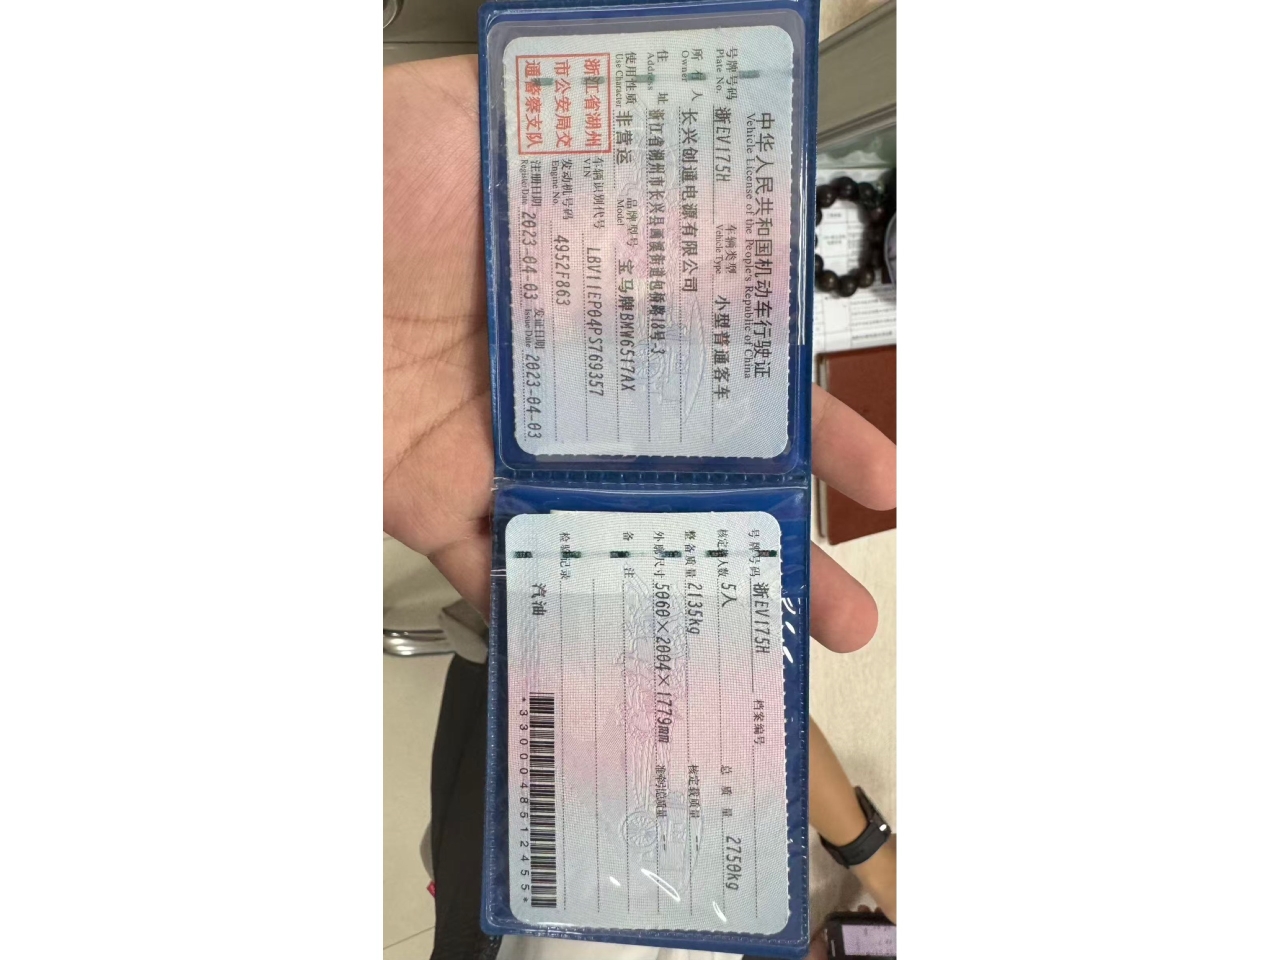 中华人民共和国机动车行驶证
Vehicle License of the People's Republic of China
号牌号码 浙EV175H 车辆类型 小型普通客车
Plate No. Vehicle Type
所有人 长兴创通电源有限公司
Owner
住址 浙江省湖州市长兴县画溪街道包桥路18号-3
Address
使用性质 非营运 品牌型号 宝马牌BMW6517AX
Use Character Model
浙江省湖州
市公安局交
通警察支队
车辆识别代号 LBV11EP04PS769357
VIN
发动机号码 4952F863
Engine No.
注册日期 2023-04-03 发证日期 2023-04-03
Register Date Issue Date
号牌号码 浙EV175H 档案编号
核定载人数 5人 总质量 2750kg
整备质量 2135kg 核定载质量 --
外廓尺寸 5060×2004×1779mm 准牵引总质量 --
备注
检验记录
汽油
*3300048512455*